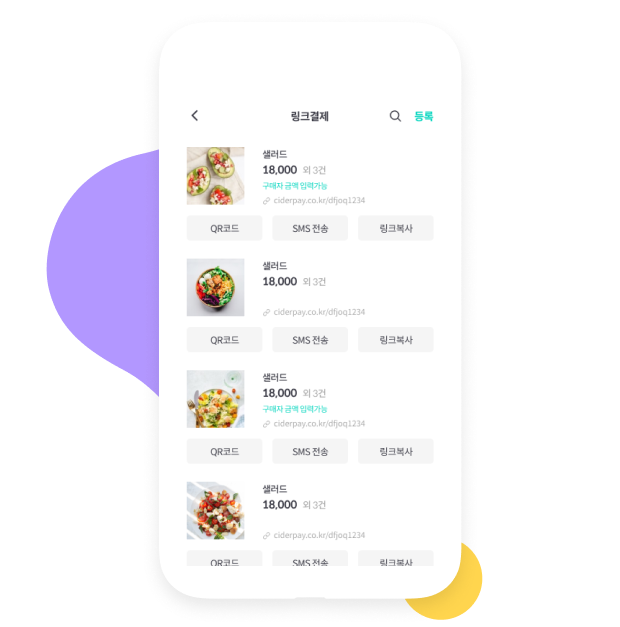 링크결제 등록
샐러드
18,000 외 3건
구매자 금액 입력가능
ciderpay.co.kr/dfjoq1234
QR코드 SMS 전송 링크복사
샐러드
18,000 외 3건
ciderpay.co.kr/dfjoq1234
QR코드 SMS 전송 링크복사
샐러드
18,000 외 3건
구매자 금액 입력가능
ciderpay.co.kr/dfjoq1234
QR코드 SMS 전송 링크복사
샐러드
18,000 외 3건
ciderpay.co.kr/dfjoq1234
QR코드 SMS 전송 링크복사